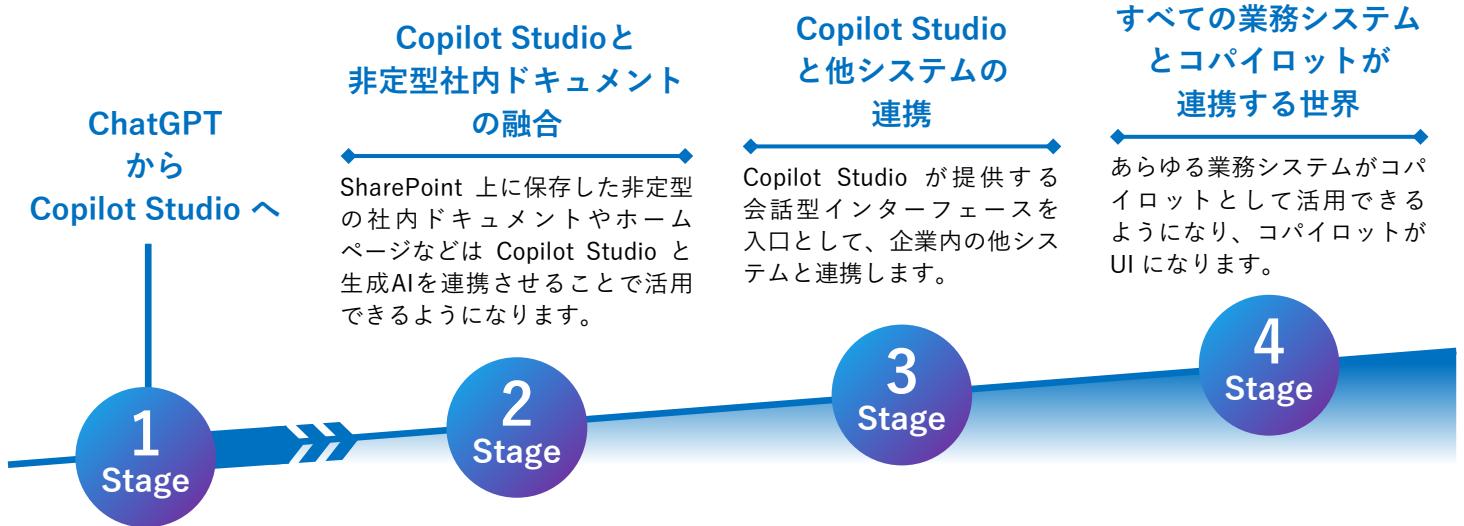 ChatGPT
から
Copilot Studio へ
1
Stage
Copilot Studioと
非定型社内ドキュメント
の融合
SharePoint 上に保存した非定型
の社内ドキュメントやホーム
ページなどは Copilot Studio と
生成AIを連携させることで活用
できるようになります。
2
Stage
Copilot Studio
と他システムの
連携
Copilot Studio が提供する
会話型インターフェースを
入口として、企業内の他シス
テムと連携します。
3
Stage
すべての業務システム
とコパイロットが
連携する世界
あらゆる業務システムがコパ
イロットとして活用できる
ようになり、コパイロットが
UI になります。
4
Stage